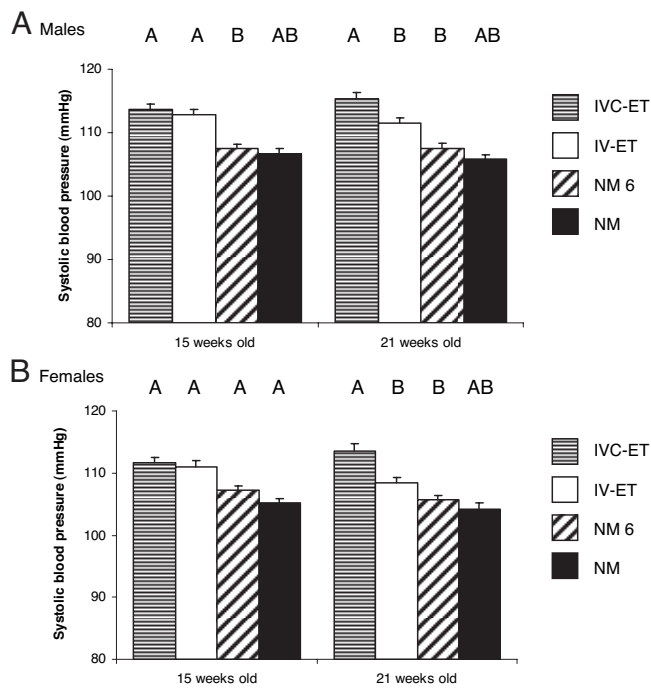 A Males
A A B AB A B B AB
120
110
100
90
80
Systolic blood pressure (mmHg)
15 weeks old 21 weeks old
IVC-ET
IV-ET
NM 6
NM
B Females
A A A A A B B AB
120
110
100
90
80
Systolic blood pressure (mmHg)
15 weeks old 21 weeks old
IVC-ET
IV-ET
NM 6
NM